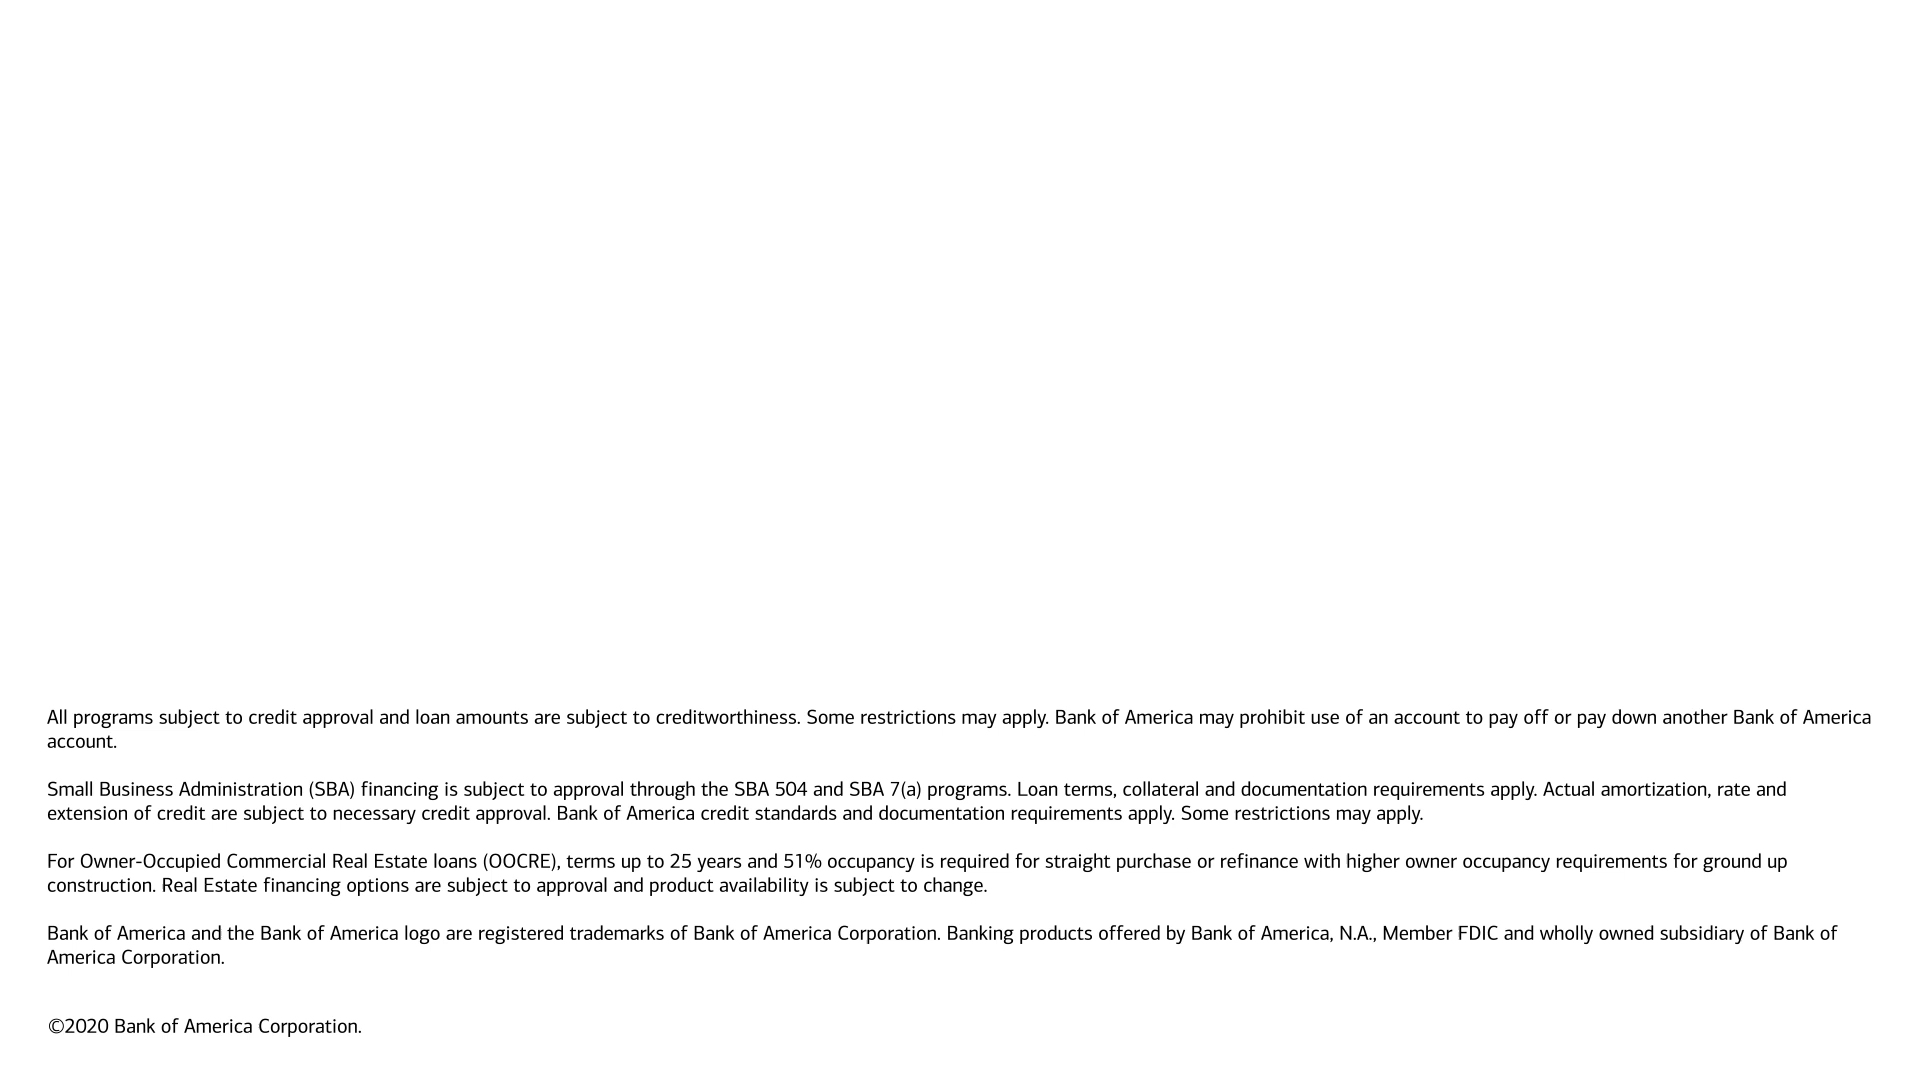 All programs subject to credit approval and loan amounts are subject to creditworthiness. Some restrictions may apply. Bank of America may prohibit use of an account to pay off or pay down another Bank of America
account.
Small Business Administration (SBA) financing is subject to approval through the SBA 504 and SBA 7(a) programs. Loan terms, collateral and documentation requirements apply. Actual amortization, rate and
extension of credit are subject to necessary credit approval. Bank of America credit standards and documentation requirements apply. Some restrictions may apply.
For Owner-Occupied Commercial Real Estate loans (OOCRE), terms up to 25 years and 51% occupancy is required for straight purchase or refinance with higher owner occupancy requirements for ground up
construction. Real Estate financing options are subject to approval and product availability is subject to change.
Bank of America and the Bank of America logo are registered trademarks of Bank of America Corporation. Banking products offered by Bank of America, N.A., Member FDIC and wholly owned subsidiary of Bank of
America Corporation.
©2020 Bank of America Corporation.